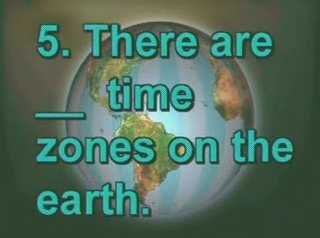 5. There are
__ time
zones on the
earth.